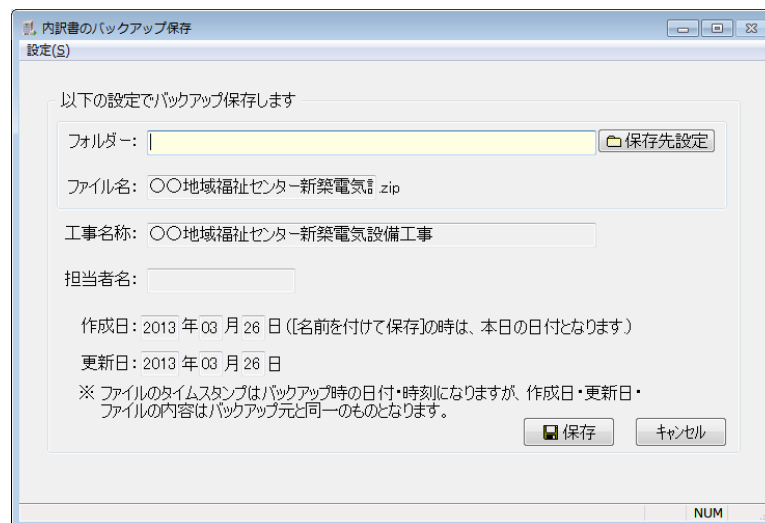 内訳書のバックアップ保存
設定(S)
以下の設定でバックアップ保存します
フォルダー: 保存先設定
ファイル名: 〇〇地域福祉センター新築電気 .zip
工事名称: 〇〇地域福祉センター新築電気設備工事
担当者名:
作成日: 2013 年 03 月 26 日 ([名前を付けて保存]の時は、本日の日付となります)
更新日: 2013 年 03 月 26 日
※ ファイルのタイムスタンプはバックアップ時の日付・時刻になりますが、作成日・更新日・
ファイルの内容はバックアップ元と同一のものとなります。
保存 キャンセル
NUM